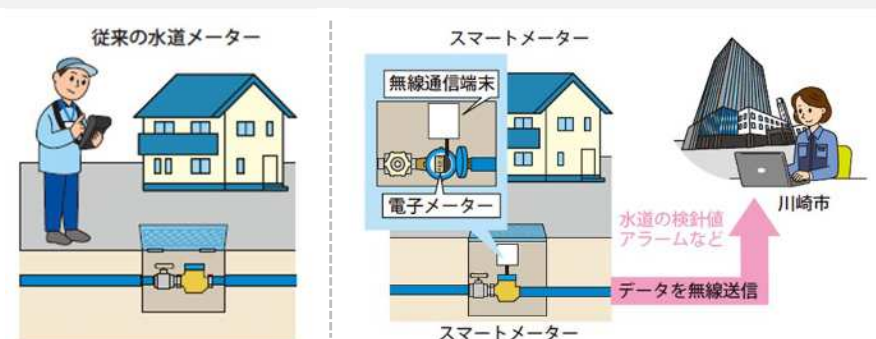 従来の水道メーター
スマートメーター
無線通信端末
電子メーター
水道の検針値
アラームなど
川崎市
データを無線送信
スマートメーター